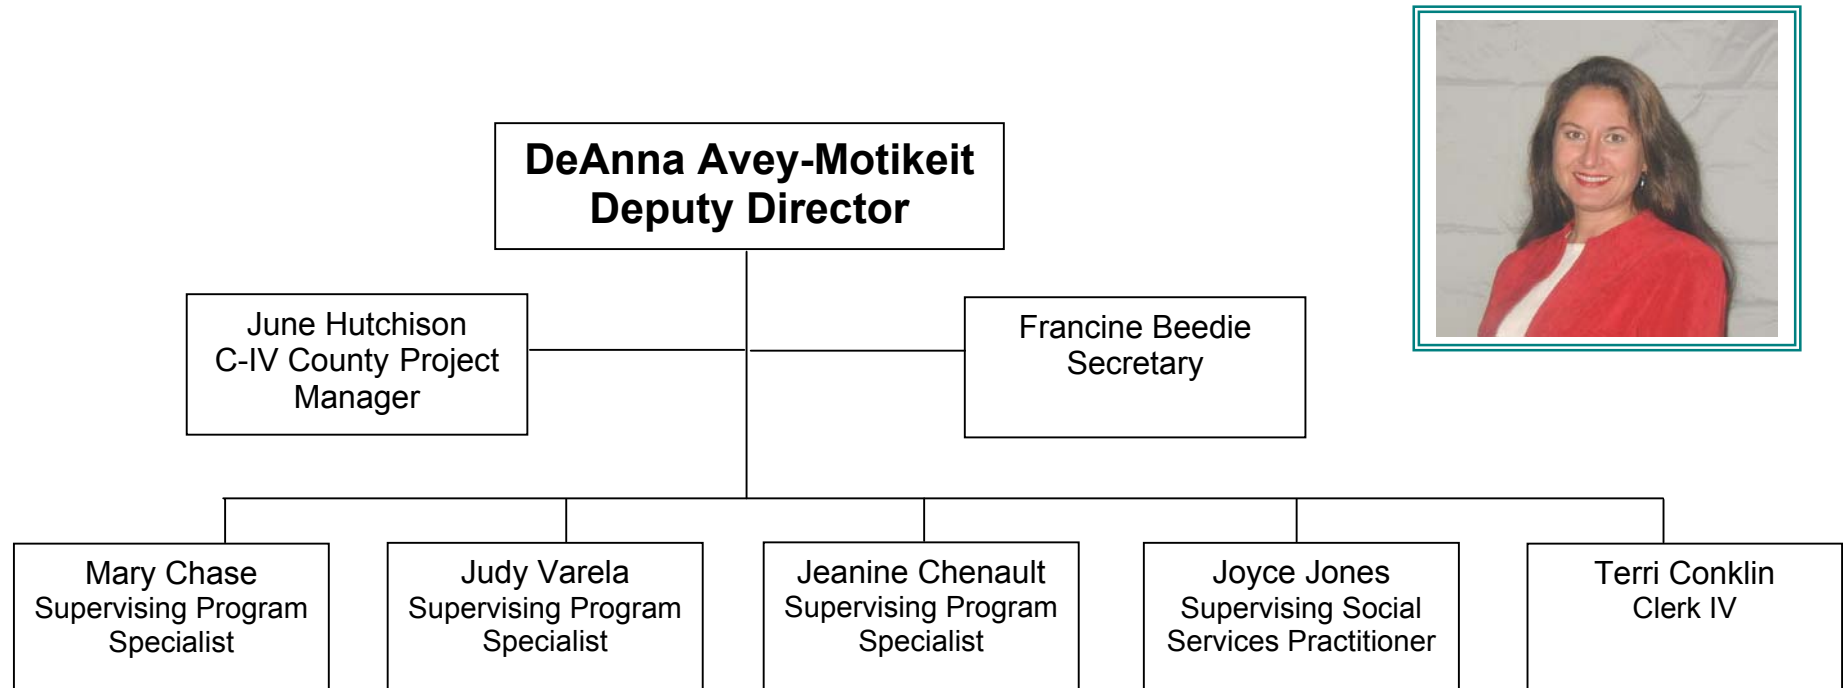 DeAnna Avey-Motikeit
Deputy Director
June Hutchison
C-IV County Project
Manager
Francine Beedie
Secretary
Mary Chase
Supervising Program
Specialist
Judy Varela
Supervising Program
Specialist
Jeanine Chenault
Supervising Program
Specialist
Joyce Jones
Supervising Social
Services Practitioner
Terri Conklin
Clerk IV